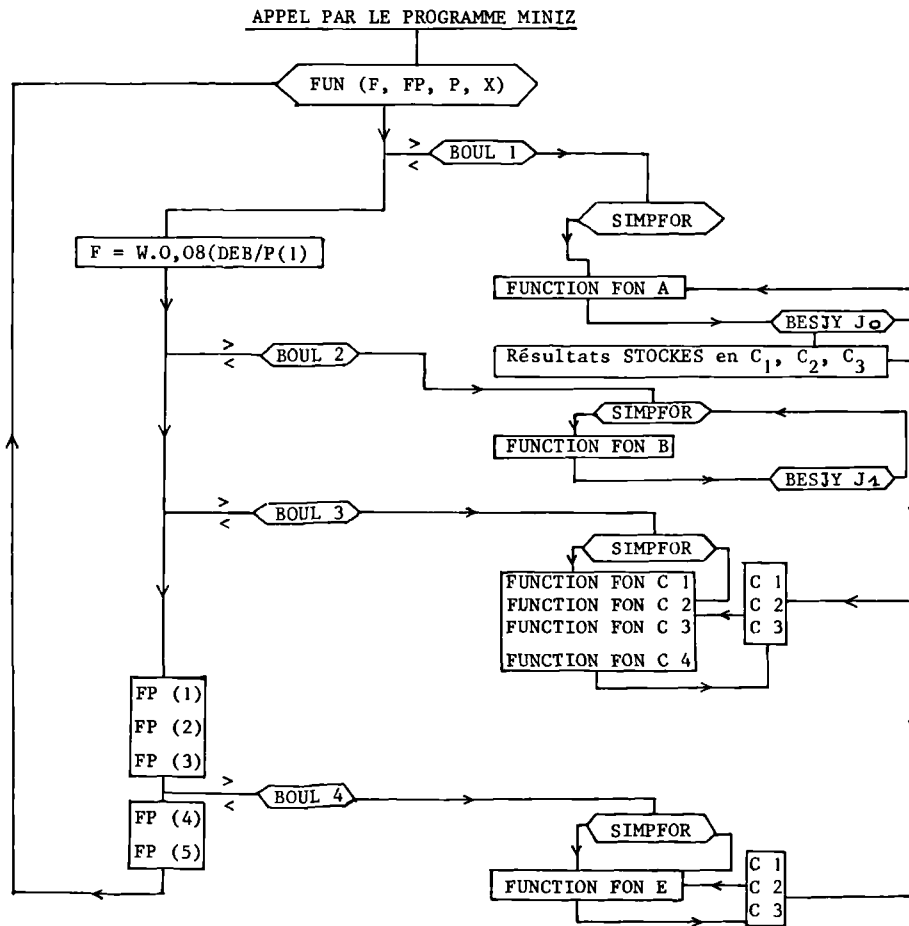 APPEL PAR LE PROGRAMME MINIZ
FUN (F, FP, P, X)
>
<
BOUL 1
SIMPFOR
F = W.O,O8(DEB/P(1)
FUNCTION FON A
BESJY Jo
Résultats STOCKES en C1, C2, C3
>
<
BOUL 2
SIMPFOR
FUNCTION FON B
BESJY J1
>
<
BOUL 3
SIMPFOR
FUNCTION FON C 1
FUNCTION FON C 2
FUNCTION FON C 3
FUNCTION FON C 4
C 1
C 2
C 3
FP (1)
FP (2)
FP (3)
>
<
BOUL 4
FP (4)
FP (5)
SIMPFOR
FUNCTION FON E
C 1
C 2
C 3